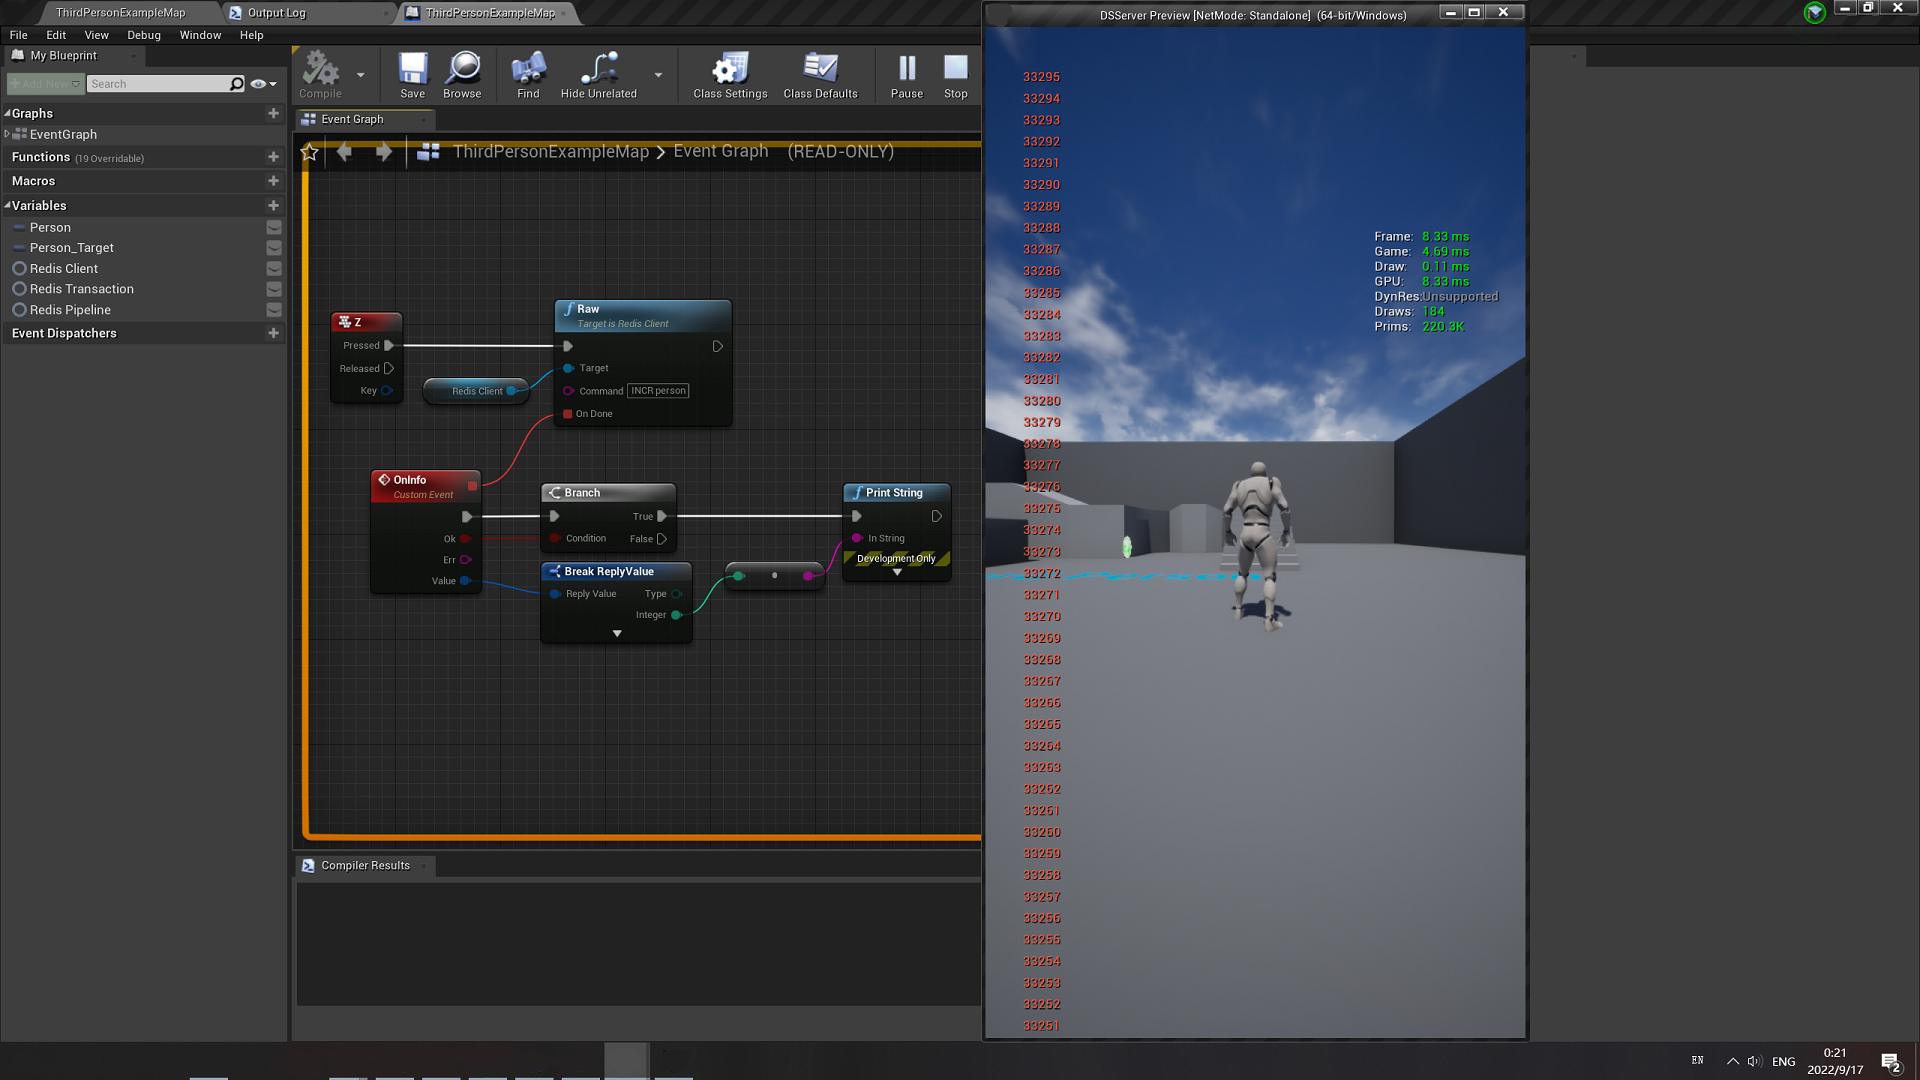 ThirdPersonExampleMap
Output Log
ThirdPersonExampleMap
File Edit View Debug Window Help
My Blueprint
Add New
Search
Compile
Save
Browse
Find
Hide Unrelated
Class Settings
Class Defaults
Pause
Stop
Graphs
EventGraph
Functions (19 Overridable)
Macros
Variables
Person
Person_Target
Redis Client
Redis Transaction
Redis Pipeline
Event Dispatchers
Event Graph
ThirdPersonExampleMap > Event Graph (READ-ONLY)
Z
Pressed
Released
Key
Redis Client
Raw
Target is Redis Client
Target
Command INCR person
On Done
OnInfo
Custom Event
Ok
Err
Value
Branch
True
Condition False
Break ReplyValue
Reply Value Type
Integer
Print String
In String
Development Only
Compiler Results
DSServer Preview [NetMode: Standalone] (64-bit/Windows)
33295
33294
33293
33292
33291
33290
33289
33288
33287
33286
33285
33284
33283
33282
33281
33280
33279
33278
33277
33276
33275
33274
33273
33272
33271
33270
33269
33268
33267
33266
33265
33264
33263
33262
33261
33260
33259
33258
33257
33256
33255
33254
33253
33252
33251
Frame: 8.33 ms
Game: 4.69 ms
Draw: 0.11 ms
GPU: 8.33 ms
DynRes: Unsupported
Draws: 184
Prims: 220.3K
EN
ENG
0:21
2022/9/17
2